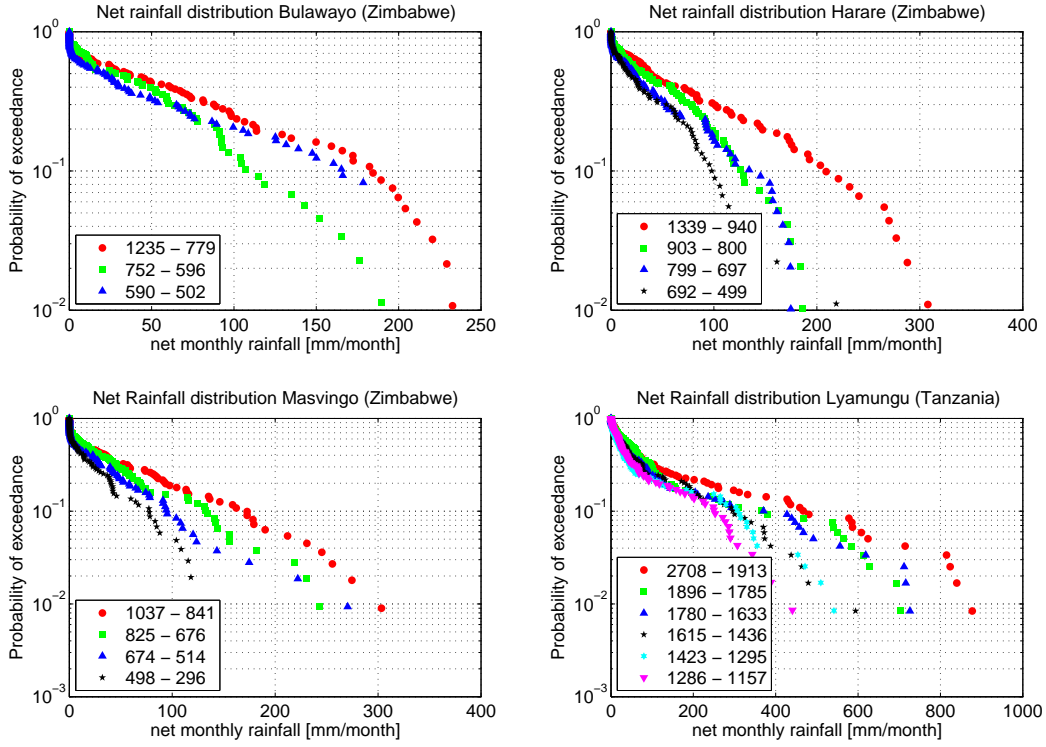 Net rainfall distribution Bulawayo (Zimbabwe)
Probability of exceedance
10^0
10^-1
10^-2
0 50 100 150 200 250
net monthly rainfall [mm/month]
1235 – 779
752 – 596
590 – 502
Net rainfall distribution Harare (Zimbabwe)
Probability of exceedance
10^0
10^-1
10^-2
0 100 200 300 400
net monthly rainfall [mm/month]
1339 – 940
903 – 800
799 – 697
692 – 499
Net Rainfall distribution Masvingo (Zimbabwe)
Probability of exceedance
10^0
10^-1
10^-2
10^-3
0 100 200 300 400
net monthly rainfall [mm/month]
1037 – 841
825 – 676
674 – 514
498 – 296
Net Rainfall distribution Lyamungu (Tanzania)
Probability of exceedance
10^0
10^-1
10^-2
10^-3
0 200 400 600 800 1000
net monthly rainfall [mm/month]
2708 – 1913
1896 – 1785
1780 – 1633
1615 – 1436
1423 – 1295
1286 – 1157